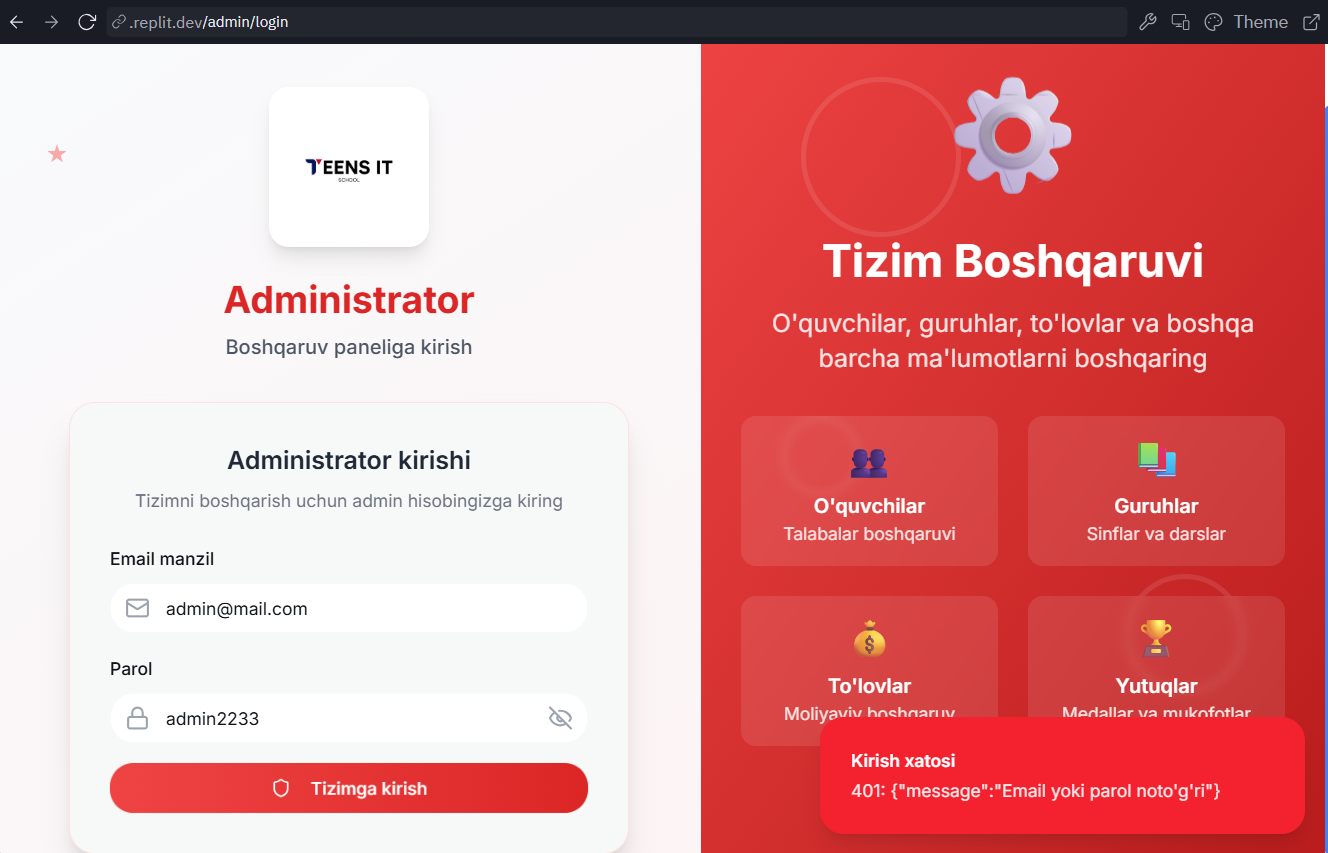 .replit.dev/admin/login
Theme
TEENS IT
SCHOOL
Administrator
Boshqaruv paneliga kirish
Administrator kirishi
Tizimni boshqarish uchun admin hisobingizga kiring
Email manzil
admin@mail.com
Parol
admin2233
Tizimga kirish
Tizim Boshqaruvi
O'quvchilar, guruhlar, to'lovlar va boshqa
barcha ma'lumotlarni boshqaring
O'quvchilar
Talabalar boshqaruvi
Guruhlar
Sinflar va darslar
To'lovlar
Moliyaviy boshqaruv
Yutuqlar
Medallar va mukofotlar
Kirish xatosi
401: {"message":"Email yoki parol noto'g'ri"}